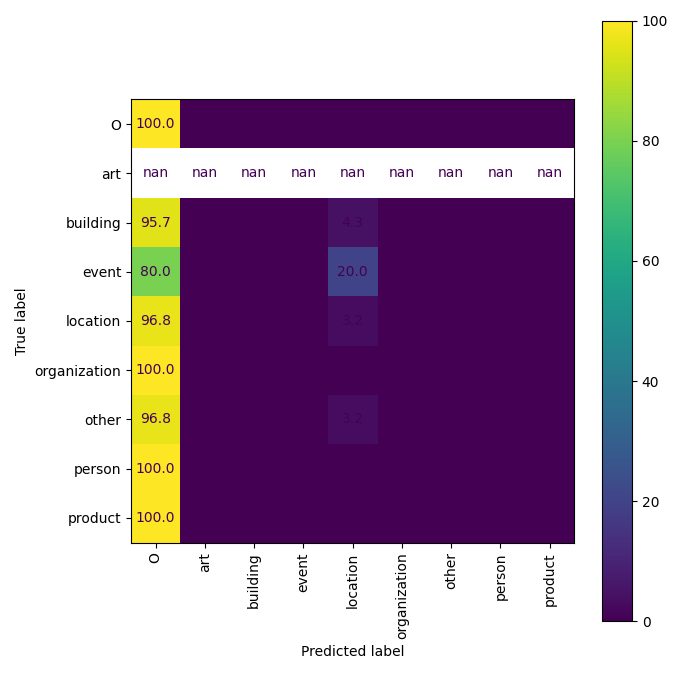 100
O 100.0
art nan nan nan nan nan nan nan nan nan
building 95.7 4.3
80
event 80.0 20.0
60
location 96.8 3.2
organization 100.0
40
other 96.8 3.2
person 100.0
20
product 100.0
0
True label
O art building event location organization other person product
Predicted label